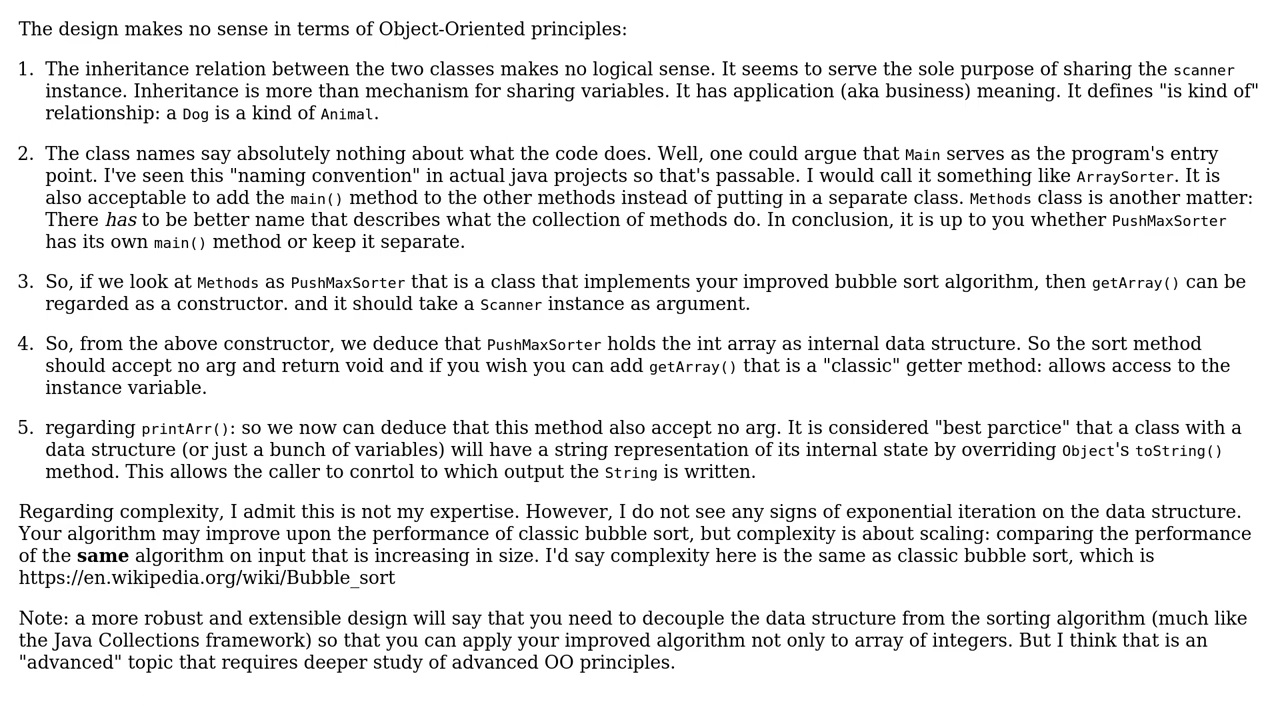 The design makes no sense in terms of Object-Oriented principles:
1. The inheritance relation between the two classes makes no logical sense. It seems to serve the sole purpose of sharing the scanner
instance. Inheritance is more than mechanism for sharing variables. It has application (aka business) meaning. It defines "is kind of"
relationship: a Dog is a kind of Animal.
2. The class names say absolutely nothing about what the code does. Well, one could argue that Main serves as the program's entry
point. I've seen this "naming convention" in actual java projects so that's passable. I would call it something like ArraySorter. It is
also acceptable to add the main() method to the other methods instead of putting in a separate class. Methods class is another matter:
There has to be better name that describes what the collection of methods do. In conclusion, it is up to you whether PushMaxSorter
has its own main() method or keep it separate.
3. So, if we look at Methods as PushMaxSorter that is a class that implements your improved bubble sort algorithm, then getArray() can be
regarded as a constructor. and it should take a Scanner instance as argument.
4. So, from the above constructor, we deduce that PushMaxSorter holds the int array as internal data structure. So the sort method
should accept no arg and return void and if you wish you can add getArray() that is a "classic" getter method: allows access to the
instance variable.
5. regarding printArr(): so we now can deduce that this method also accept no arg. It is considered "best parctice" that a class with a
data structure (or just a bunch of variables) will have a string representation of its internal state by overriding Object's toString()
method. This allows the caller to conrtol to which output the String is written.
Regarding complexity, I admit this is not my expertise. However, I do not see any signs of exponential iteration on the data structure.
Your algorithm may improve upon the performance of classic bubble sort, but complexity is about scaling: comparing the performance
of the same algorithm on input that is increasing in size. I'd say complexity here is the same as classic bubble sort, which is
https://en.wikipedia.org/wiki/Bubble_sort
Note: a more robust and extensible design will say that you need to decouple the data structure from the sorting algorithm (much like
the Java Collections framework) so that you can apply your improved algorithm not only to array of integers. But I think that is an
"advanced" topic that requires deeper study of advanced OO principles.